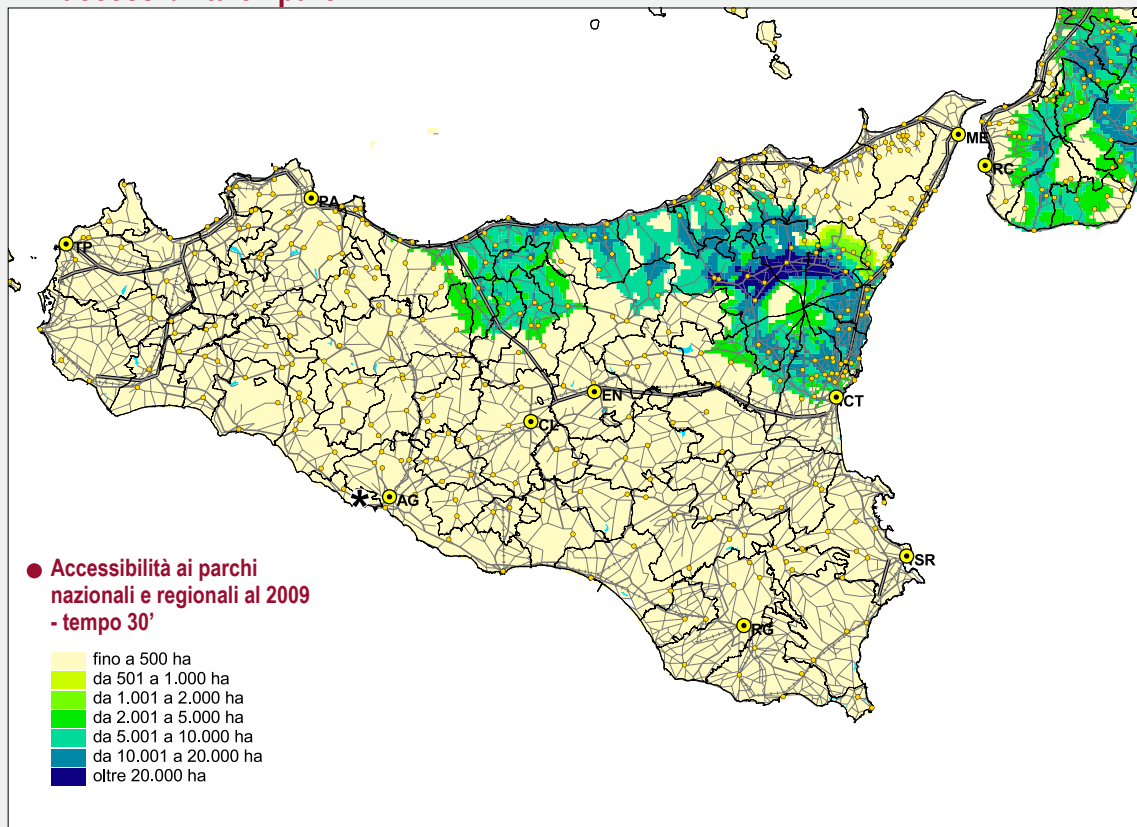 ME
RC
PA
TP
EN
CL
CT
*
AG
SR
RG
Accessibilità ai parchi
nazionali e regionali al 2009
- tempo 30’
fino a 500 ha
da 501 a 1.000 ha
da 1.001 a 2.000 ha
da 2.001 a 5.000 ha
da 5.001 a 10.000 ha
da 10.001 a 20.000 ha
oltre 20.000 ha